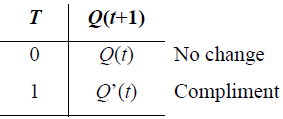 T Q(t+1)
0 Q(t) No change
1 Q’(t) Compliment